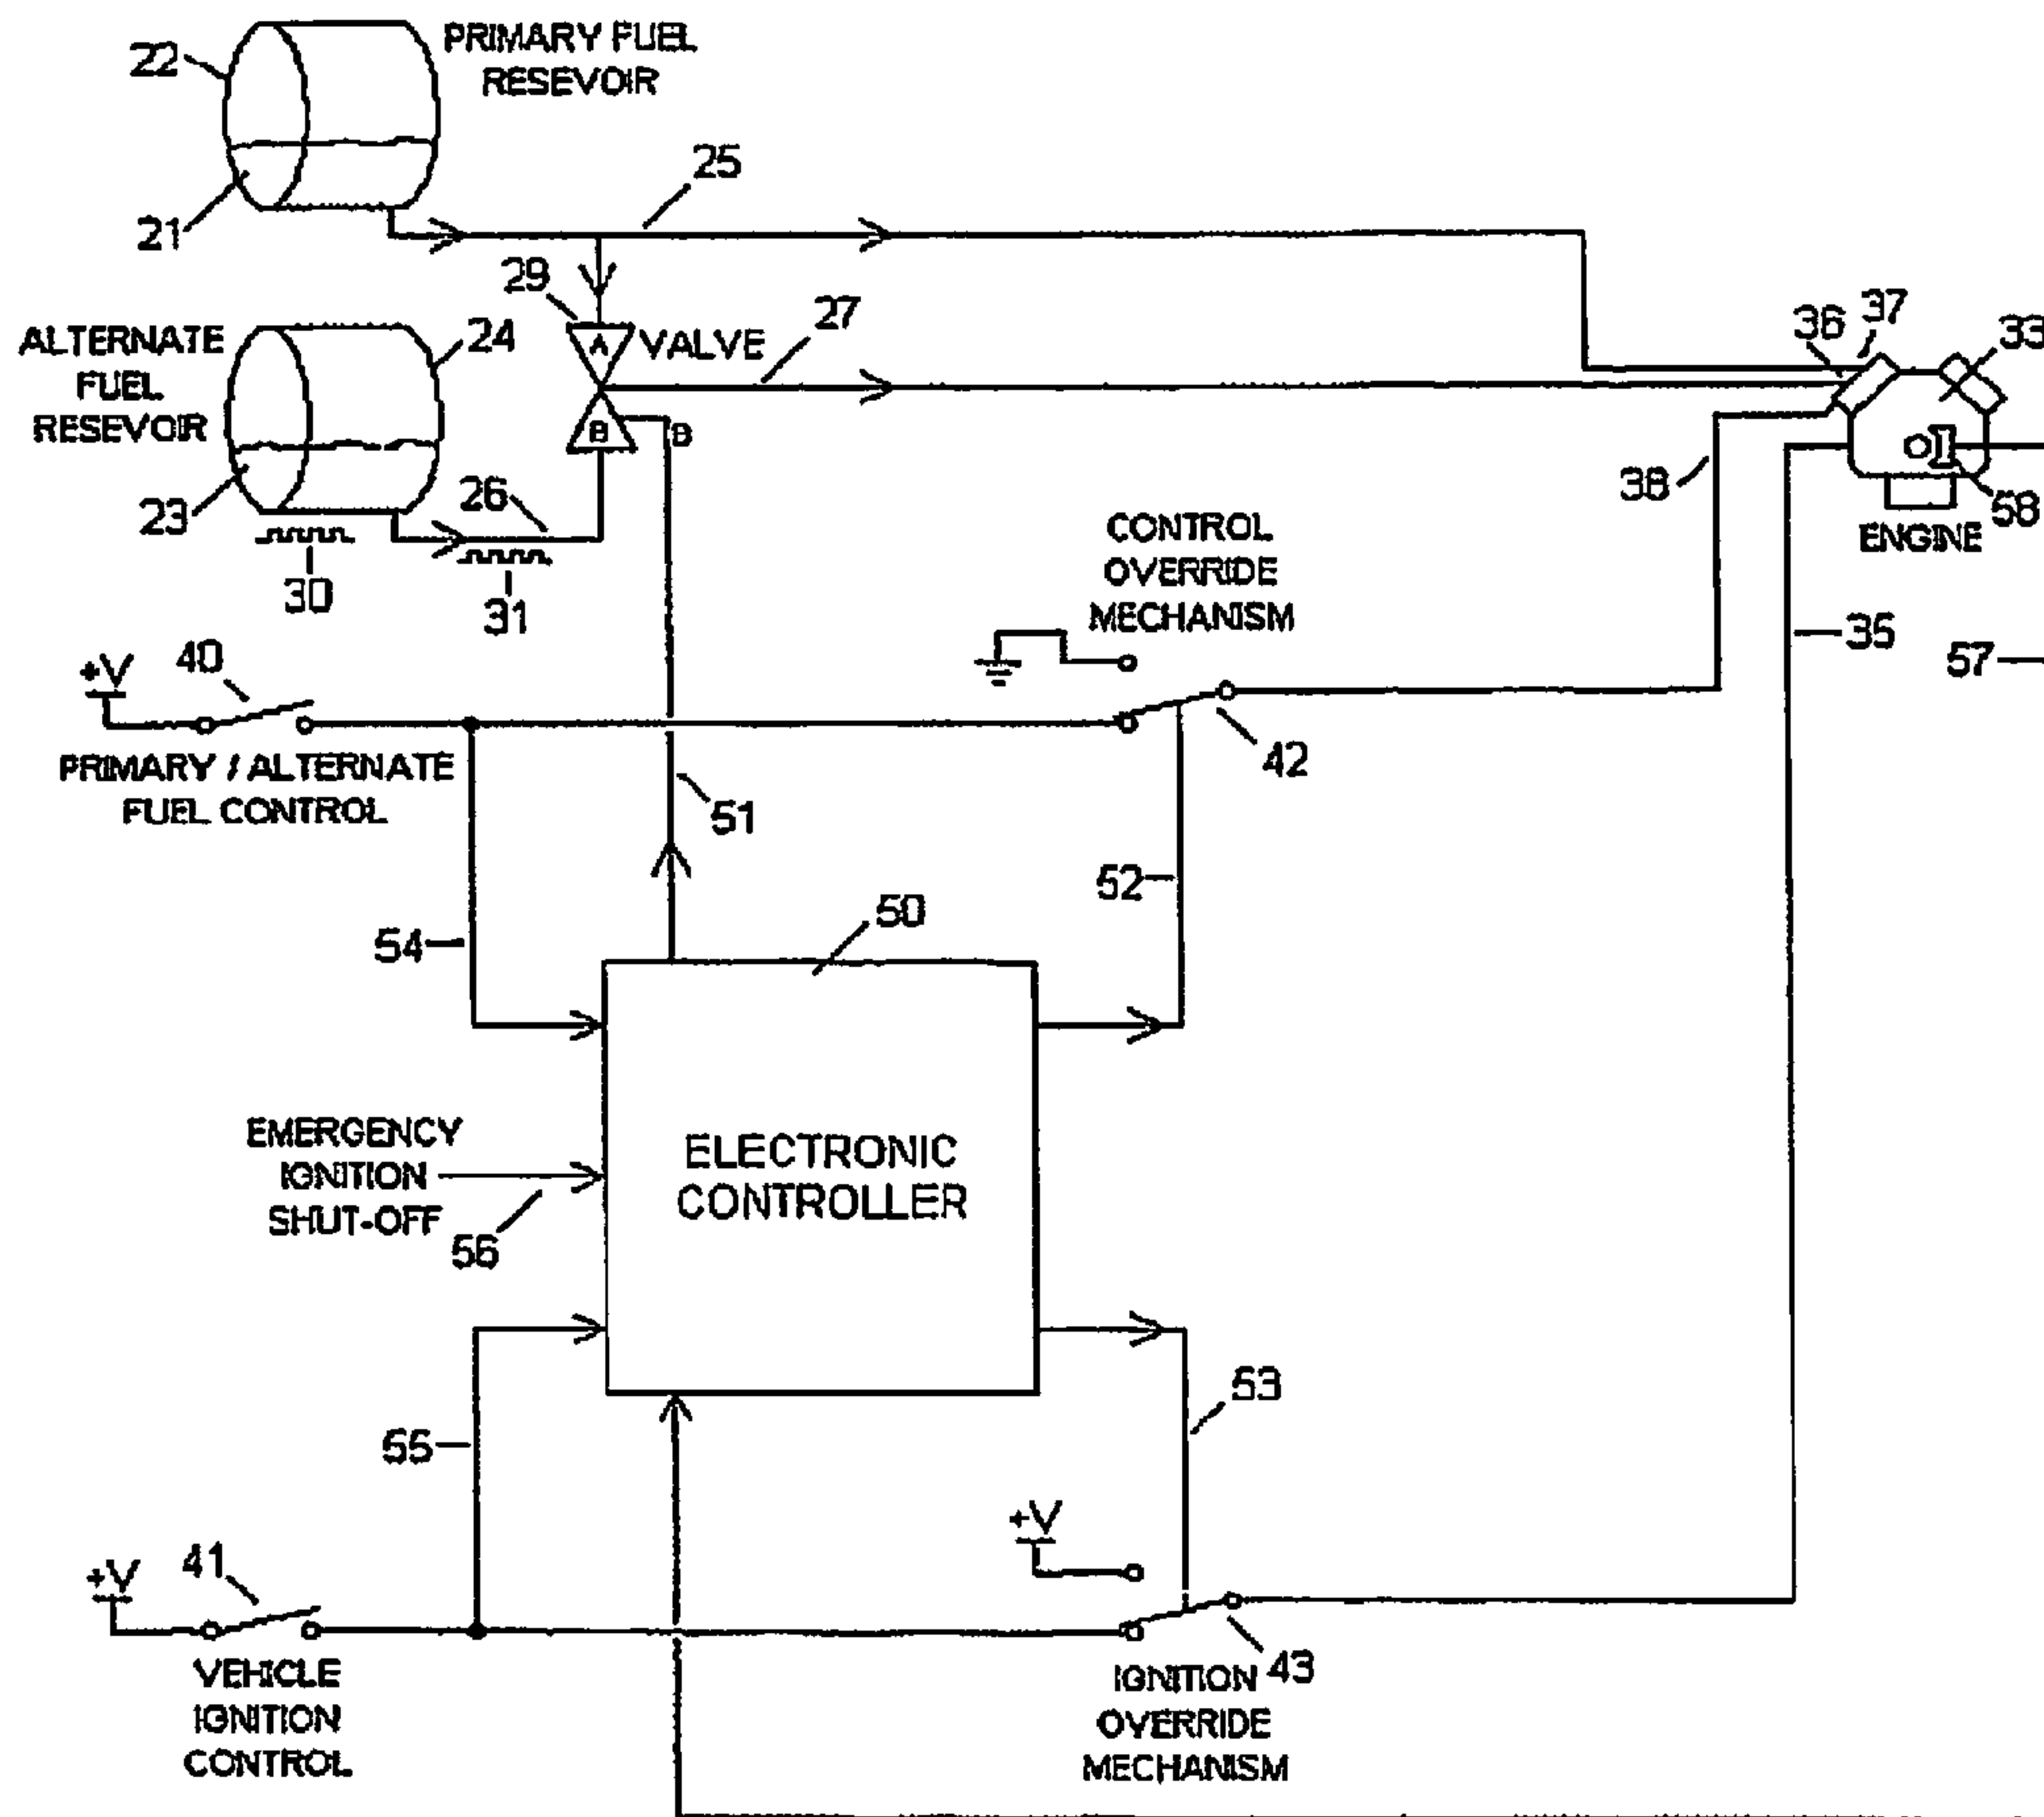 22
PRIMARY FUEL
RESEVOIR
21
25
29
A
VALVE
27
ALTERNATE
FUEL
RESEVOIR
24
B
B
23
26
30
31
36
37
33
38
58
ENGINE
35
57
CONTROL
OVERRIDE
MECHANISM
+V
40
42
PRIMARY / ALTERNATE
FUEL CONTROL
51
52
54
50
EMERGENCY
IGNITION
SHUT-OFF
56
ELECTRONIC
CONTROLLER
53
55
+V
+V
41
43
VEHICLE
IGNITION
CONTROL
IGNITION
OVERRIDE
MECHANISM